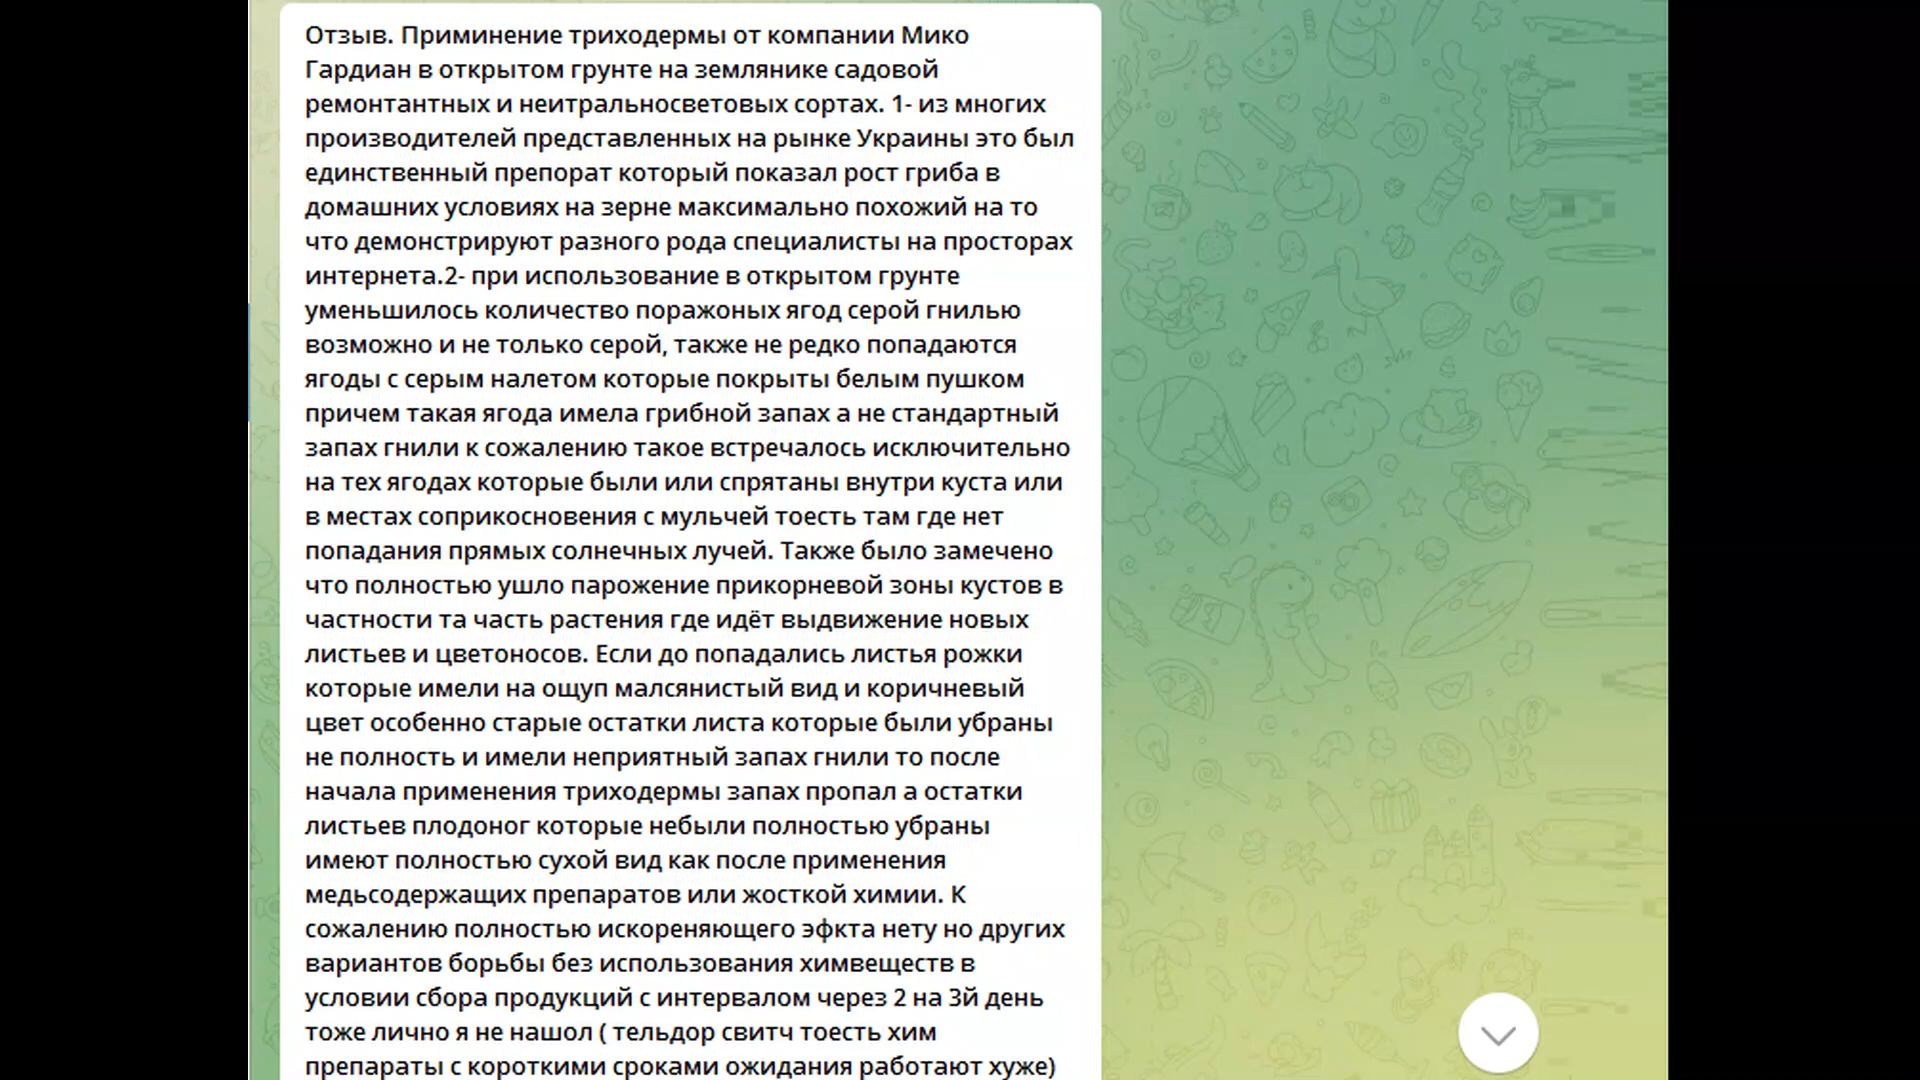 Отзыв. Приминение триходермы от компании Мико
Гардиан в открытом грунте на землянике садовой
ремонтантных и неитральносветовых сортах. 1- из многих
производителей представленных на рынке Украины это был
единственный препорат который показал рост гриба в
домашних условиях на зерне максимально похожий на то
что демонстрируют разного рода специалисты на просторах
интернета.2- при использование в открытом грунте
уменьшилось количество поражоных ягод серой гнилью
возможно и не только серой, также не редко попадаются
ягоды с серым налетом которые покрыты белым пушком
причем такая ягода имела грибной запах а не стандартный
запах гнили к сожалению такое встречалось исключительно
на тех ягодах которые были или спрятаны внутри куста или
в местах соприкосновения с мульчей тоесть там где нет
попадания прямых солнечных лучей. Также было замечено
что полностью ушло парожение прикорневой зоны кустов в
частности та часть растения где идёт выдвижение новых
листьев и цветоносов. Если до попадались листья рожки
которые имели на ощуп малсянистый вид и коричневый
цвет особенно старые остатки листа которые были убраны
не полность и имели неприятный запах гнили то после
начала применения триходермы запах пропал а остатки
листьев плодоног которые небыли полностью убраны
имеют полностью сухой вид как после применения
медьсодержащих препаратов или жосткой химии. К
сожалению полностью искореняющего эфкта нету но других
вариантов борьбы без использования химвеществ в
условии сбора продукций с интервалом через 2 на 3й день
тоже лично я не нашол ( тельдор свитч тоесть хим
препараты с короткими сроками ожидания работают хуже)